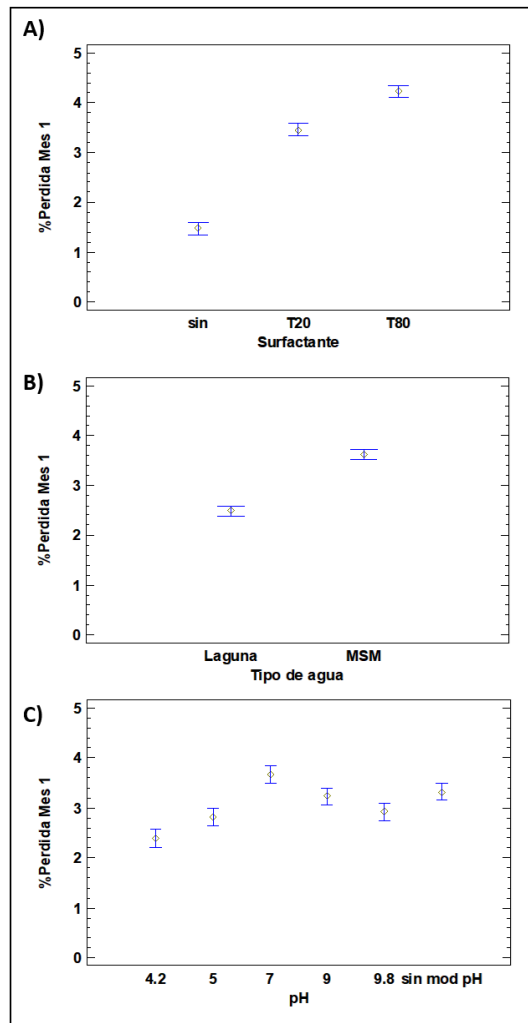 A)
%Perdida Mes 1
5
4
3
2
1
0
sin T20 T80
Surfactante
B)
%Perdida Mes 1
5
4
3
2
1
0
Laguna MSM
Tipo de agua
C)
%Perdida Mes 1
5
4
3
2
1
0
4.2 5 7 9 9.8 sin mod pH
pH